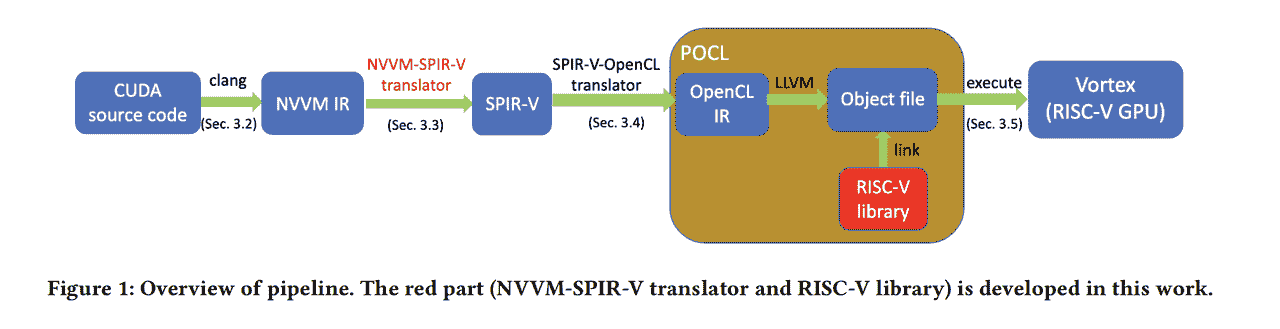 CUDA
source code
clang
(Sec. 3.2)
NVVM IR
NVVM-SPIR-V
translator
(Sec. 3.3)
SPIR-V
SPIR-V-OpenCL
translator
(Sec. 3.4)
POCL
OpenCL
IR
LLVM
Object file
link
RISC-V
library
execute
(Sec. 3.5)
Vortex
(RISC-V GPU)
Figure 1: Overview of pipeline. The red part (NVVM-SPIR-V translator and RISC-V library) is developed in this work.